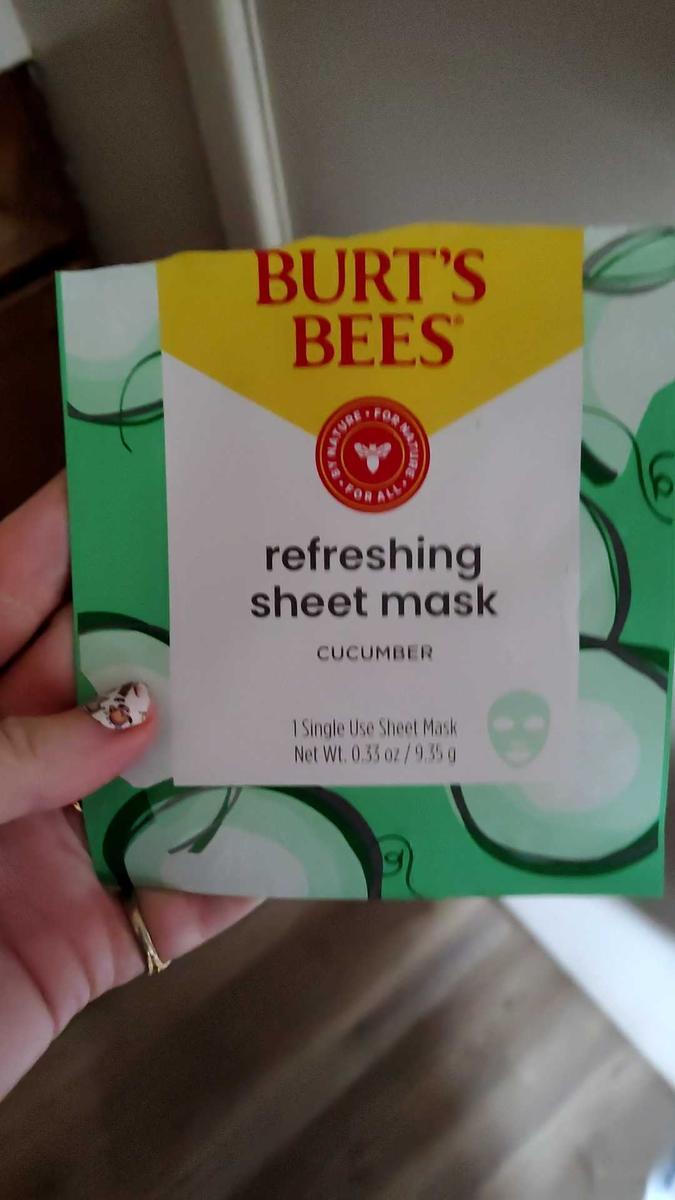 BURT'S
BEES®
BY NATURE • FOR NATURE • FOR ALL •
refreshing
sheet mask
CUCUMBER
1 Single Use Sheet Mask
Net Wt. 0.33 oz / 9.35 g